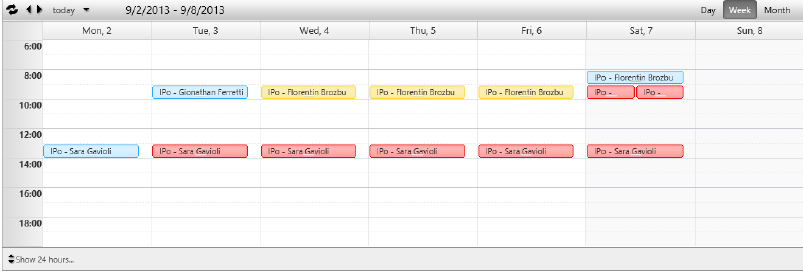 today 9/2/2013 - 9/8/2013 Day Week Month
Mon, 2 Tue, 3 Wed, 4 Thu, 5 Fri, 6 Sat, 7 Sun, 8
6:00
8:00
IPo - Florentin Brozbu
IPo - Gionathan Ferretti IPo - Florentin Brozbu IPo - Florentin Brozbu IPo - Florentin Brozbu IPo -... IPo -...
10:00
12:00
IPo - Sara Gavioli IPo - Sara Gavioli IPo - Sara Gavioli IPo - Sara Gavioli IPo - Sara Gavioli IPo - Sara Gavioli
14:00
16:00
18:00
Show 24 hours...